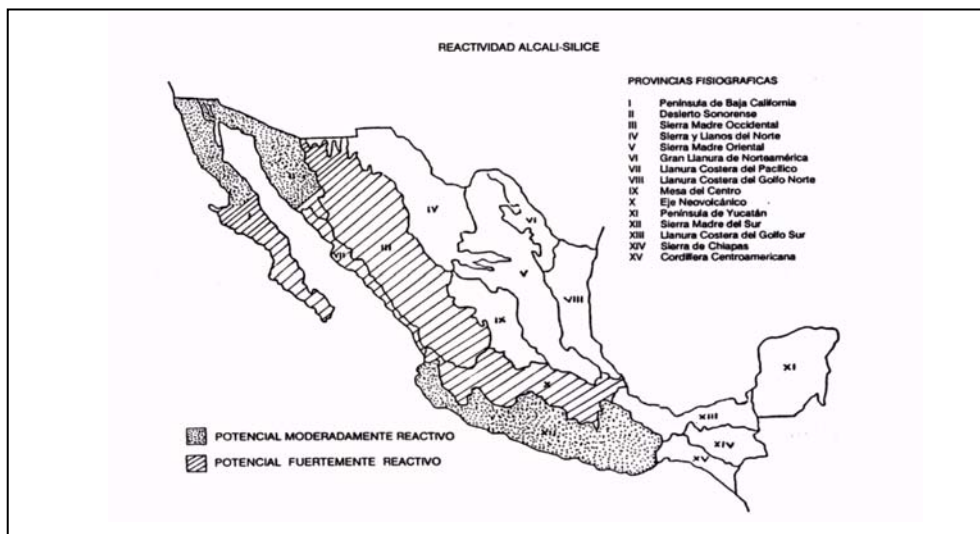 REACTIVIDAD ALCALI-SILICE
PROVINCIAS FISIOGRAFICAS
I Península de Baja California
II Desierto Sonorense
III Sierra Madre Occidental
IV Sierra y Llanos del Norte
V Sierra Madre Oriental
VI Gran Llanura de Norteamérica
VII Llanura Costera del Pacífico
VIII Llanura Costera del Golfo Norte
IX Mesa del Centro
X Eje Neovolcánico
XI Península de Yucatán
XII Sierra Madre del Sur
XIII Llanura Costera del Golfo Sur
XIV Sierra de Chiapas
XV Cordillera Centroamericana
II
IV
VI
I
III
VII
V
VIII
IX
XI
X
XIII
XII
XIV
XV
POTENCIAL MODERADAMENTE REACTIVO
POTENCIAL FUERTEMENTE REACTIVO